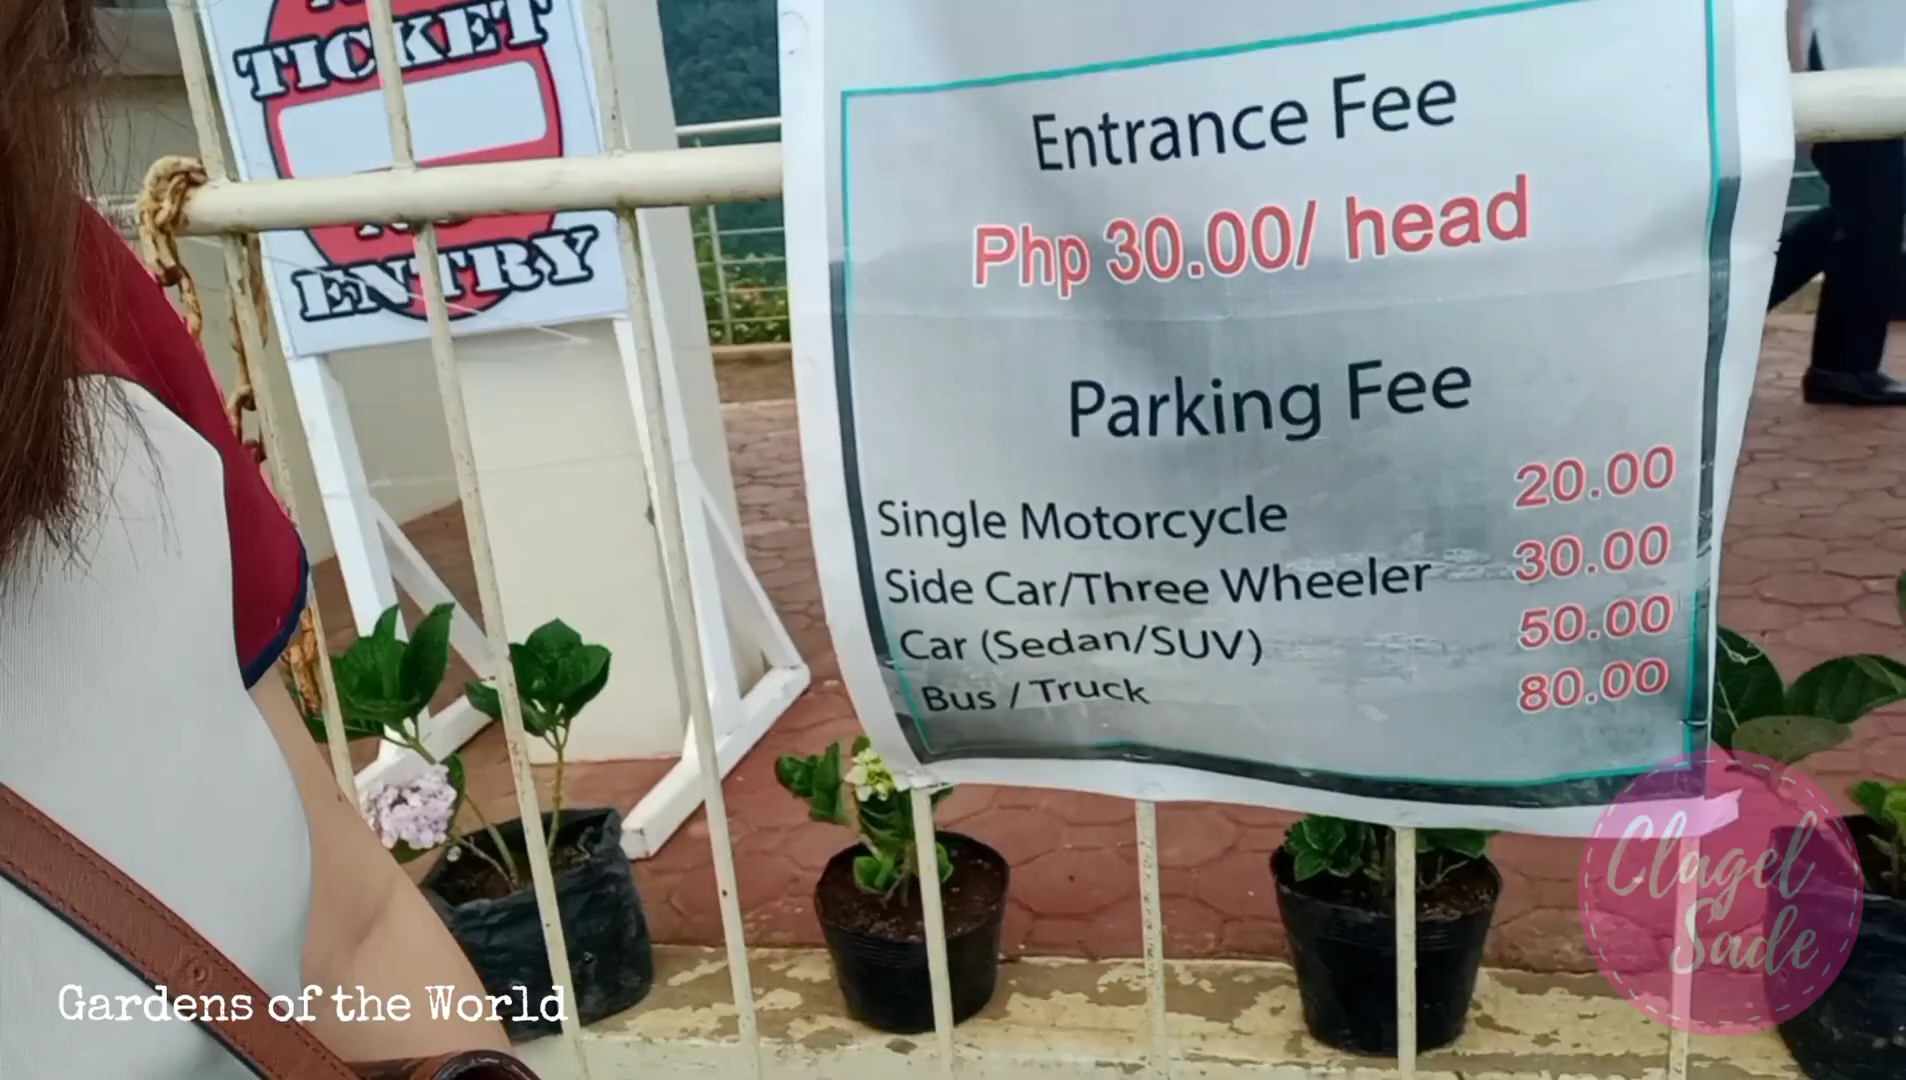 TICKET
ENTRY
Entrance Fee
Php 30.00/ head
Parking Fee
Single Motorcycle 20.00
Side Car/Three Wheeler 30.00
Car (Sedan/SUV) 50.00
Bus / Truck 80.00
Gardens of the World
Clagel
Sade